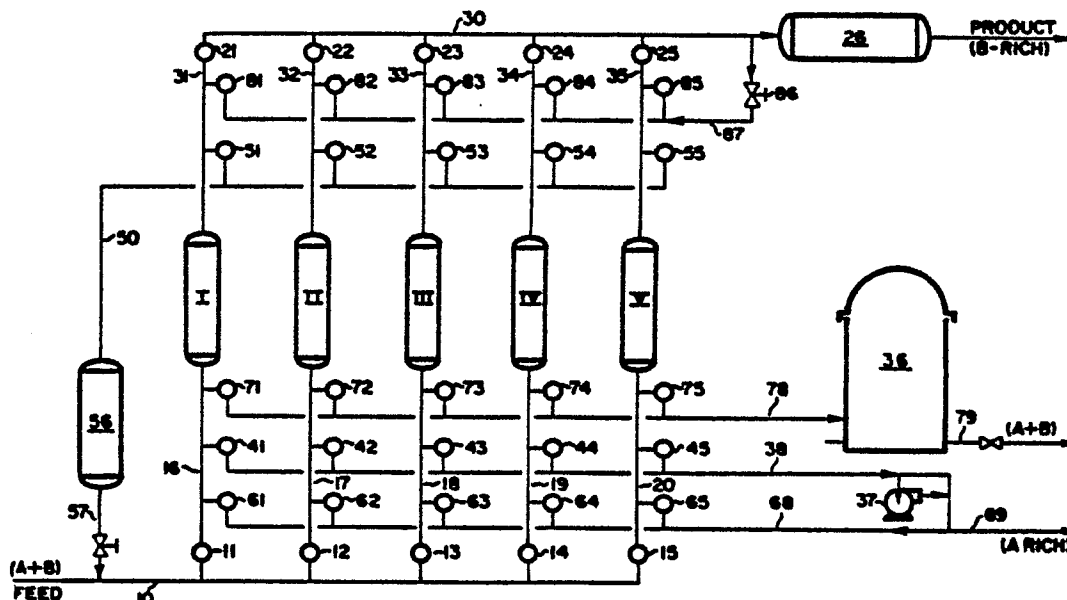 30
PRODUCT
(B-RICH)
26
21 22 23 24 25
31 32 33 34 35
81 82 83 84 85
86
87
51 52 53 54 55
50
I II III IV V
36
56
71 72 73 74 75
78
79
(A+B)
41 42 43 44 45
38
16 17 18 19 20
37
57
61 62 63 64 65
68
69
(A RICH)
11 12 13 14 15
(A+B)
FEED
10